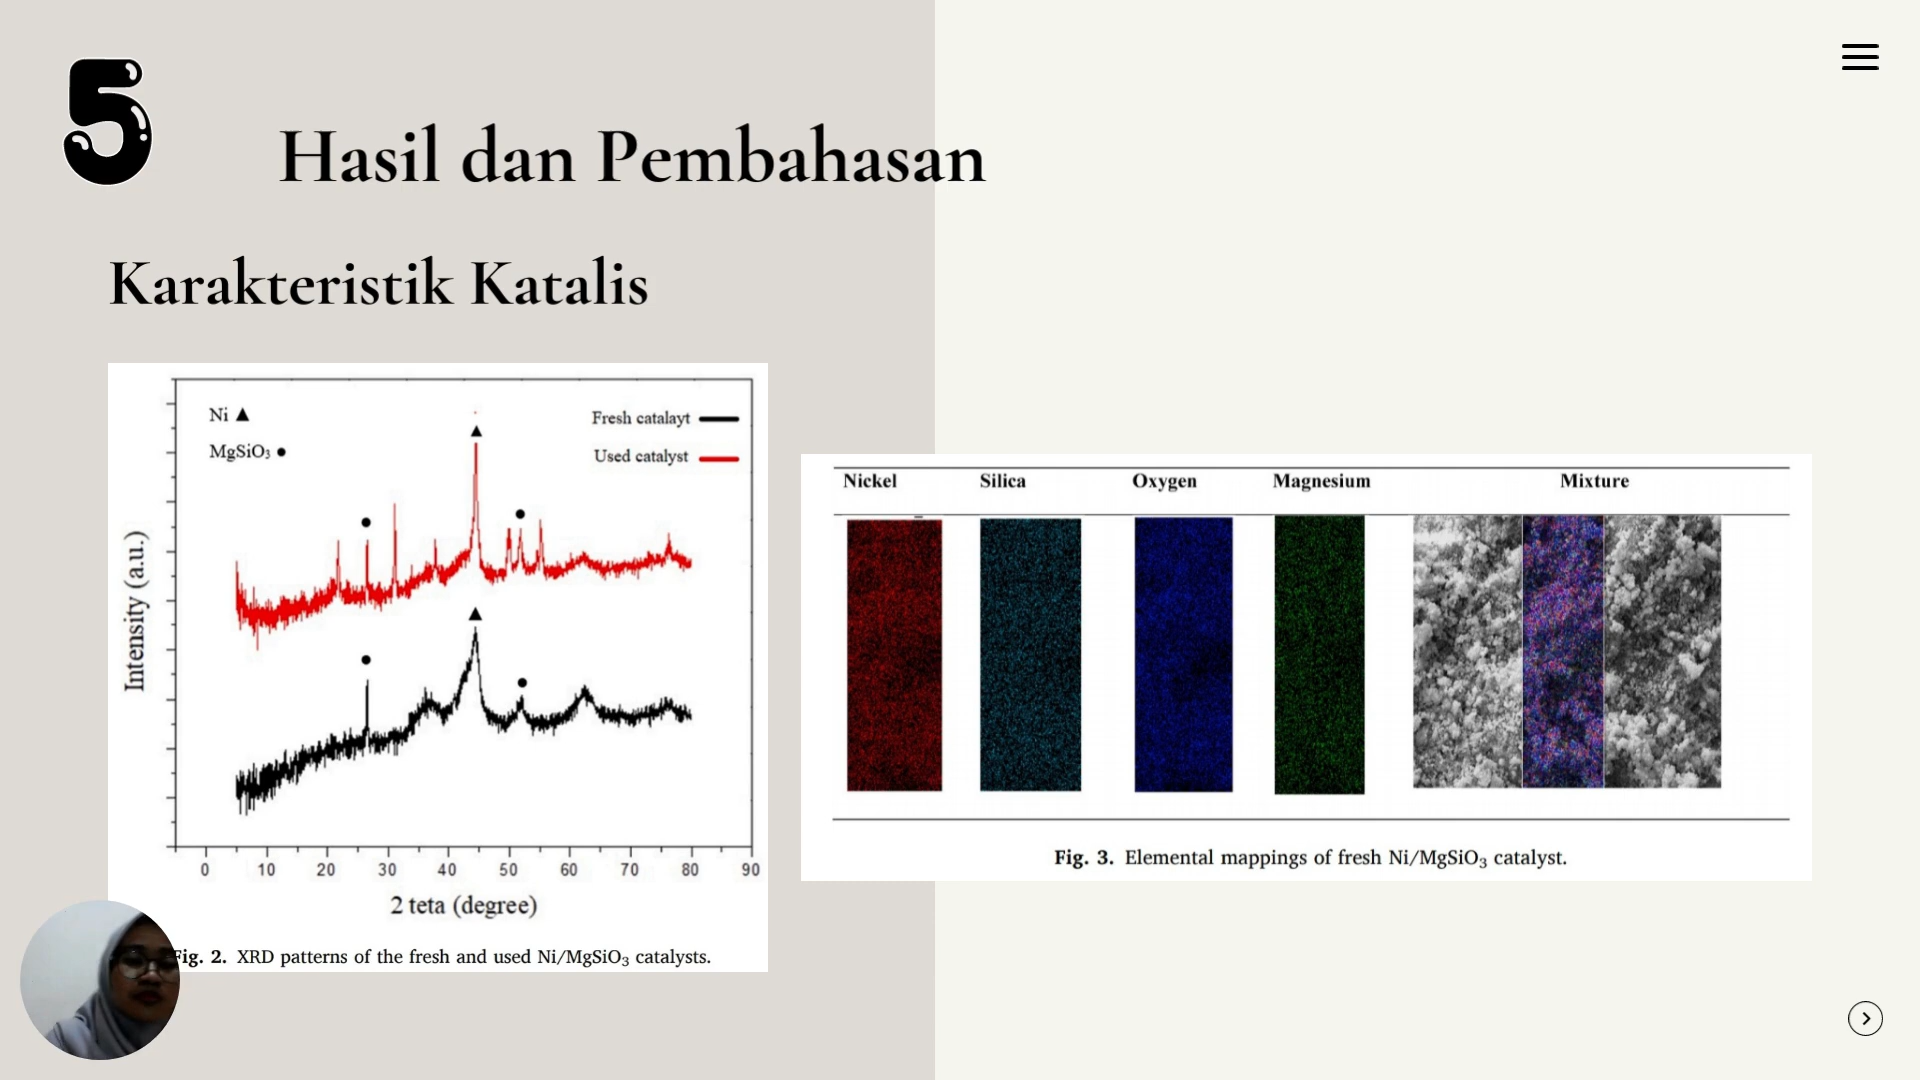 5
Hasil dan Pembahasan
Karakteristik Katalis
Ni ▲
MgSiO₃ ●
Fresh catalayt
Used catalyst
Intensity (a.u.)
0 10 20 30 40 50 60 70 80 90
2 teta (degree)
Fig. 2. XRD patterns of the fresh and used Ni/MgSiO₃ catalysts.
Nickel Silica Oxygen Magnesium Mixture
Fig. 3. Elemental mappings of fresh Ni/MgSiO₃ catalyst.